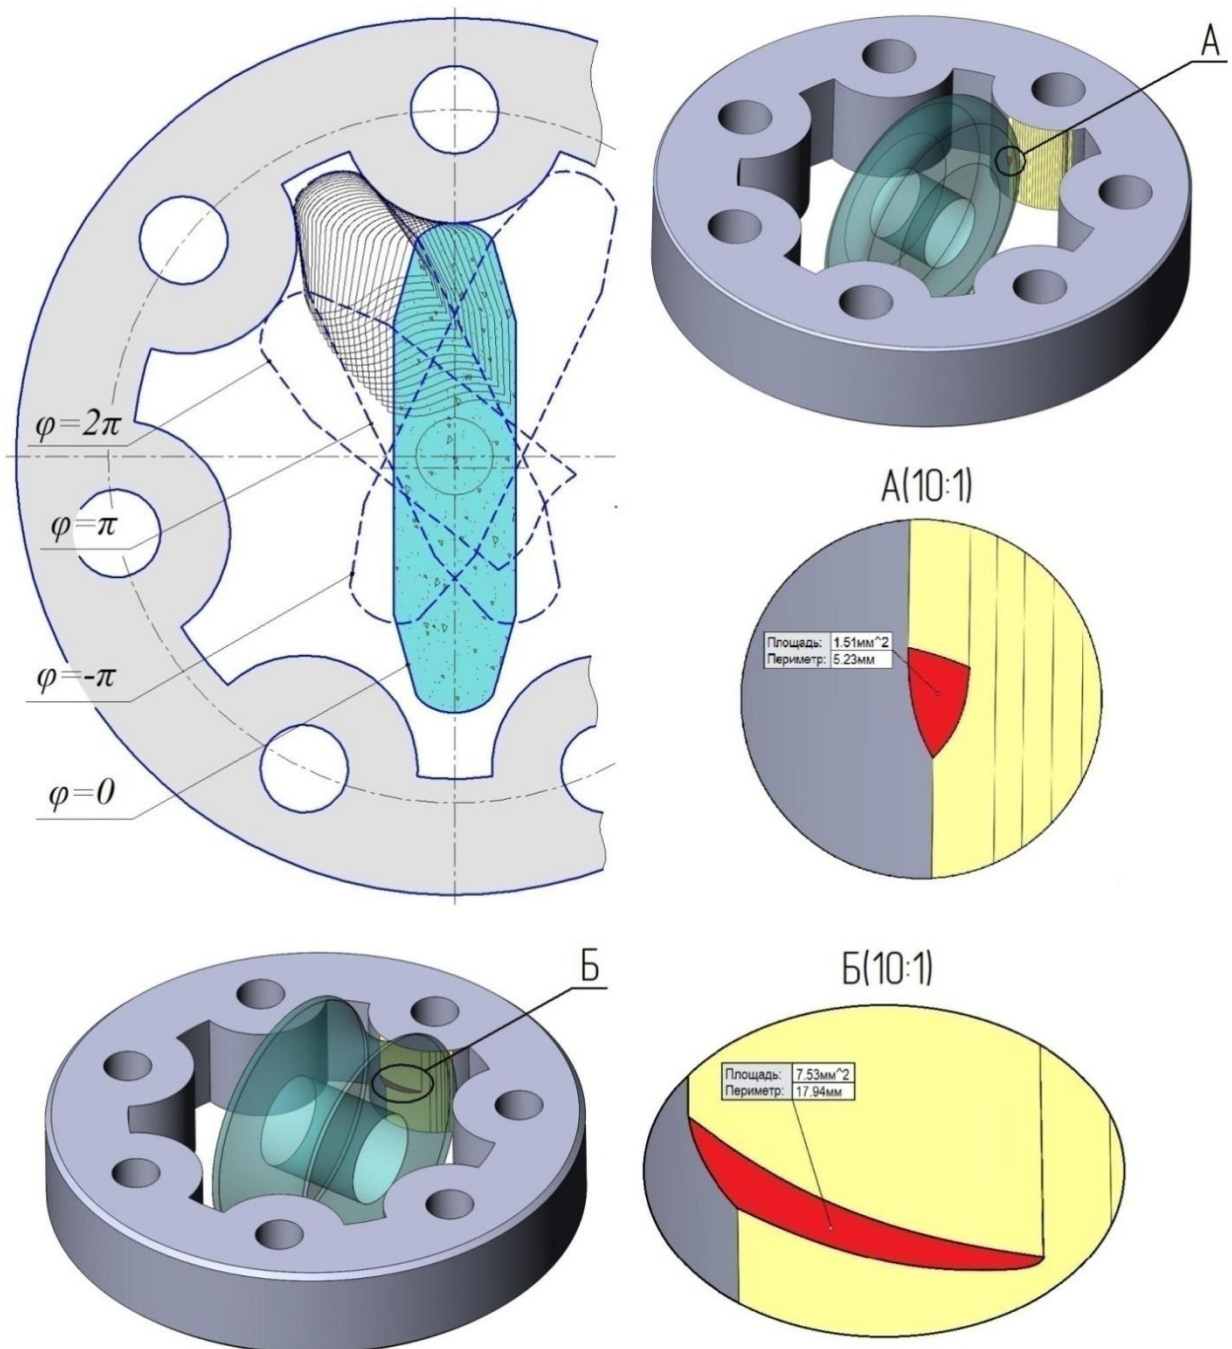 А
φ=2π
φ=π
φ=-π
φ=0
А(10:1)
Площадь: 1.51мм^2
Периметр: 5.23мм
Б
Б(10:1)
Площадь: 7.53мм^2
Периметр: 17.94мм